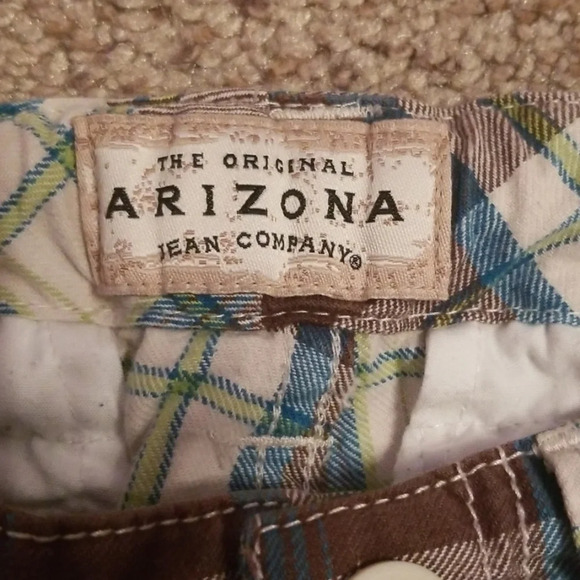 THE ORIGINAL
ARIZONA
JEAN COMPANY®